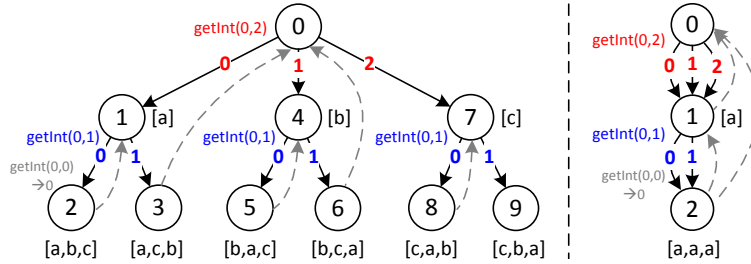 getInt(0,2)
0
0
1
2
1
[a]
4
[b]
7
[c]
getInt(0,1)
0
1
getInt(0,1)
0
1
getInt(0,1)
0
1
getInt(0,0)
→0
2
3
5
6
8
9
[a,b,c]
[a,c,b]
[b,a,c]
[b,c,a]
[c,a,b]
[c,b,a]
0
getInt(0,2)
0
1
2
1
[a]
getInt(0,1)
0
1
getInt(0,0)
→0
2
[a,a,a]